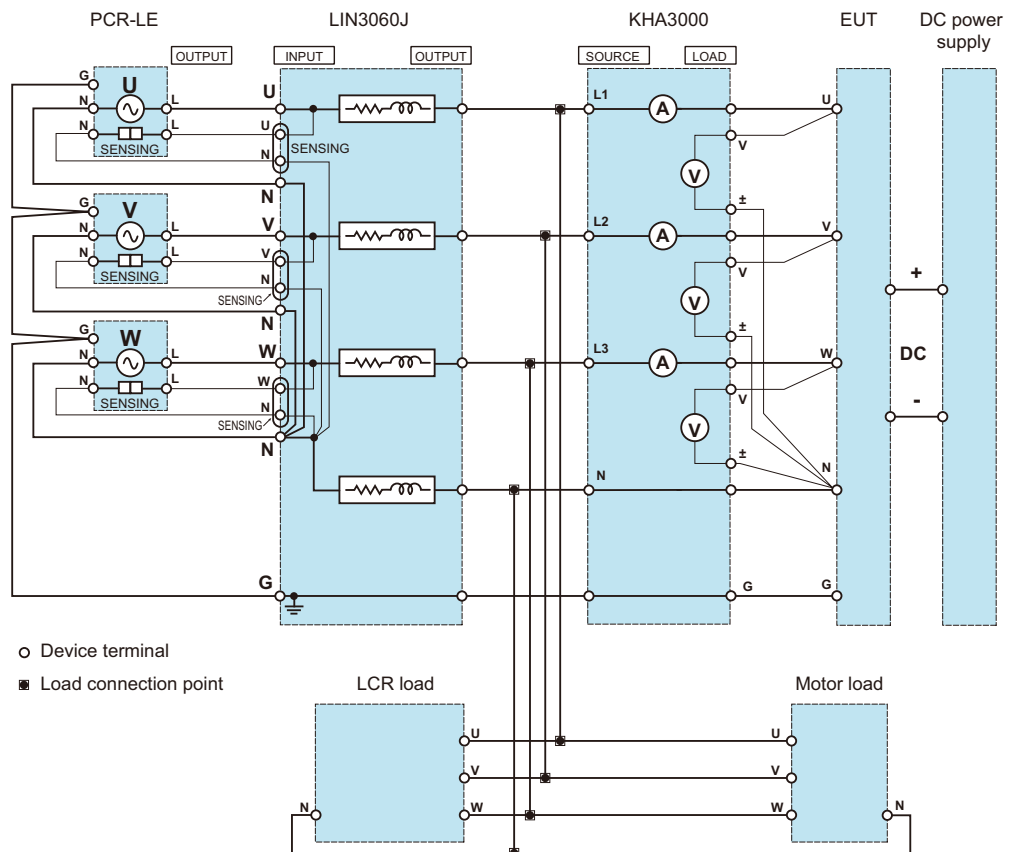 PCR-LE LIN3060J KHA3000 EUT DC power supply
OUTPUT INPUT OUTPUT SOURCE LOAD
G U U L1 A U
N L
N L U V
SENSING N SENSING V
N ±
G V V L2 A V
N L
N L V V
SENSING N V
SENSING ±
N +
G W W L3 A W DC
N L
N L W V -
SENSING N
SENSING V
N ±
N N
G G G
Device terminal
Load connection point
LCR load Motor load
U U
V V
N W W N